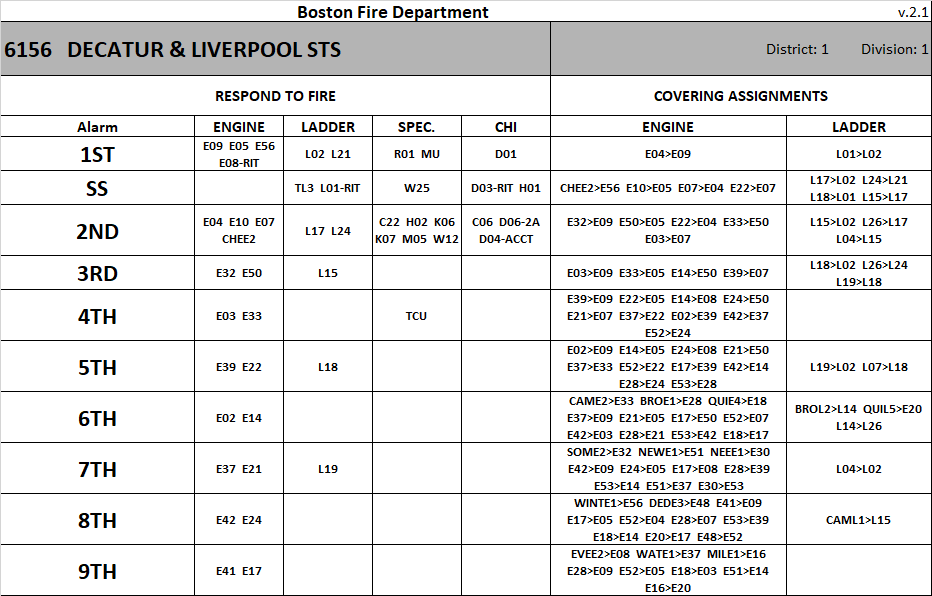 Boston Fire Department v.2.1
6156 DECATUR & LIVERPOOL STS District: 1 Division: 1
RESPOND TO FIRE COVERING ASSIGNMENTS
Alarm ENGINE LADDER SPEC. CHI ENGINE LADDER
1ST
E09 E05 E56
E08-RIT
L02 L21
R01 MU
D01
E04>E09
L01>L02
SS
TL3 L01-RIT
W25
D03-RIT H01
CHEE2>E56 E10>E05 E07>E04 E22>E07
L17>L02 L24>L21
L18>L01 L15>L17
2ND
E04 E10 E07
CHEE2
L17 L24
C22 H02 K06
K07 M05 W12
C06 D06-2A
D04-ACCT
E32>E09 E50>E05 E22>E04 E33>E50
E03>E07
L15>L02 L26>L17
L04>L15
3RD
E32 E50
L15
E03>E09 E33>E05 E14>E50 E39>E07
L18>L02 L26>L24
L19>L18
4TH
E03 E33
TCU
E39>E09 E22>E05 E14>E08 E24>E50
E21>E07 E37>E22 E02>E39 E42>E37
E52>E24
5TH
E39 E22
L18
E02>E09 E14>E05 E24>E08 E21>E50
E37>E33 E52>E22 E17>E39 E42>E14
E28>E24 E53>E28
L19>L02 L07>L18
6TH
E02 E14
CAME2>E33 BROE1>E28 QUIE4>E18
E37>E09 E21>E05 E17>E50 E52>E07
E42>E03 E28>E21 E53>E42 E18>E17
BROL2>L14 QUIL5>E20
L14>L26
7TH
E37 E21
L19
SOME2>E32 NEWE1>E51 NEEE1>E30
E42>E09 E24>E05 E17>E08 E28>E39
E53>E14 E51>E37 E30>E53
L04>L02
8TH
E42 E24
WINTE1>E56 DEDE3>E48 E41>E09
E17>E05 E52>E04 E28>E07 E53>E39
E18>E14 E20>E17 E48>E52
CAML1>L15
9TH
E41 E17
EVEE2>E08 WATE1>E37 MILE1>E16
E28>E09 E52>E05 E18>E03 E51>E14
E16>E20